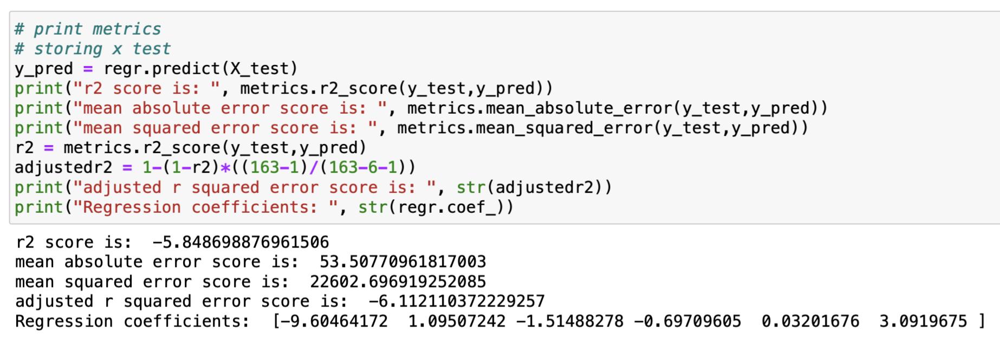 # print metrics
# storing x test
y_pred = regr.predict(X_test)
print("r2 score is: ", metrics.r2_score(y_test,y_pred))
print("mean absolute error score is: ", metrics.mean_absolute_error(y_test,y_pred))
print("mean squared error score is: ", metrics.mean_squared_error(y_test,y_pred))
r2 = metrics.r2_score(y_test,y_pred)
adjustedr2 = 1-(1-r2)*((163-1)/(163-6-1))
print("adjusted r squared error score is: ", str(adjustedr2))
print("Regression coefficients: ", str(regr.coef_))
r2 score is:  -5.848698876961506
mean absolute error score is:  53.50770961817003
mean squared error score is:  22602.696919252085
adjusted r squared error score is:  -6.112110372229257
Regression coefficients:  [-9.60464172  1.09507242 -1.51488278 -0.69709605  0.03201676  3.0919675 ]